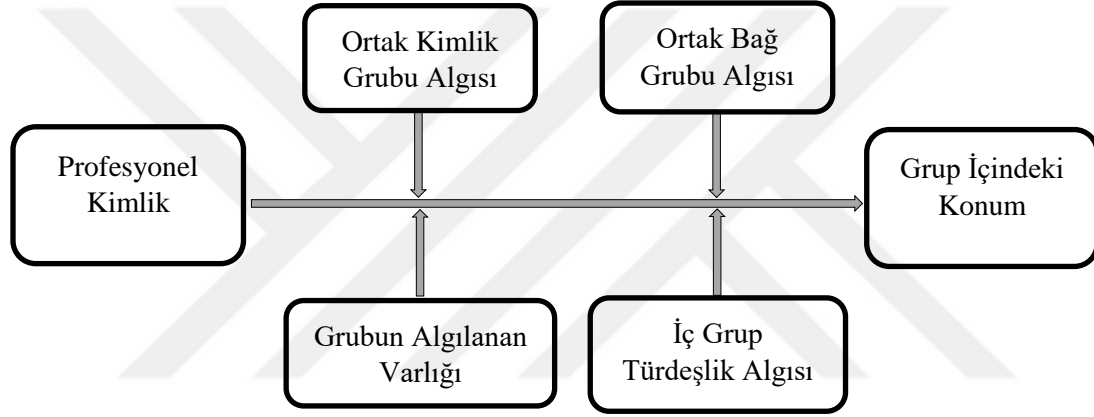 Ortak Kimlik
Grubu Algısı
Ortak Bağ
Grubu Algısı
Profesyonel
Kimlik
Grup İçindeki
Konum
Grubun Algılanan
Varlığı
İç Grup
Türdeşlik Algısı